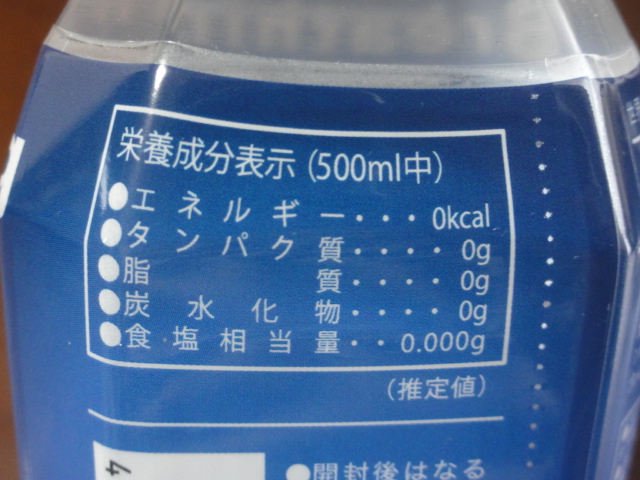 栄養成分表示 (500ml中)
●エネルギー・・・・0kcal
●タンパク質・・・・0g
●脂質・・・・0g
●炭水化物・・・・0g
●食塩相当量・・0.000g
(推定値)
4
●開封後はなる